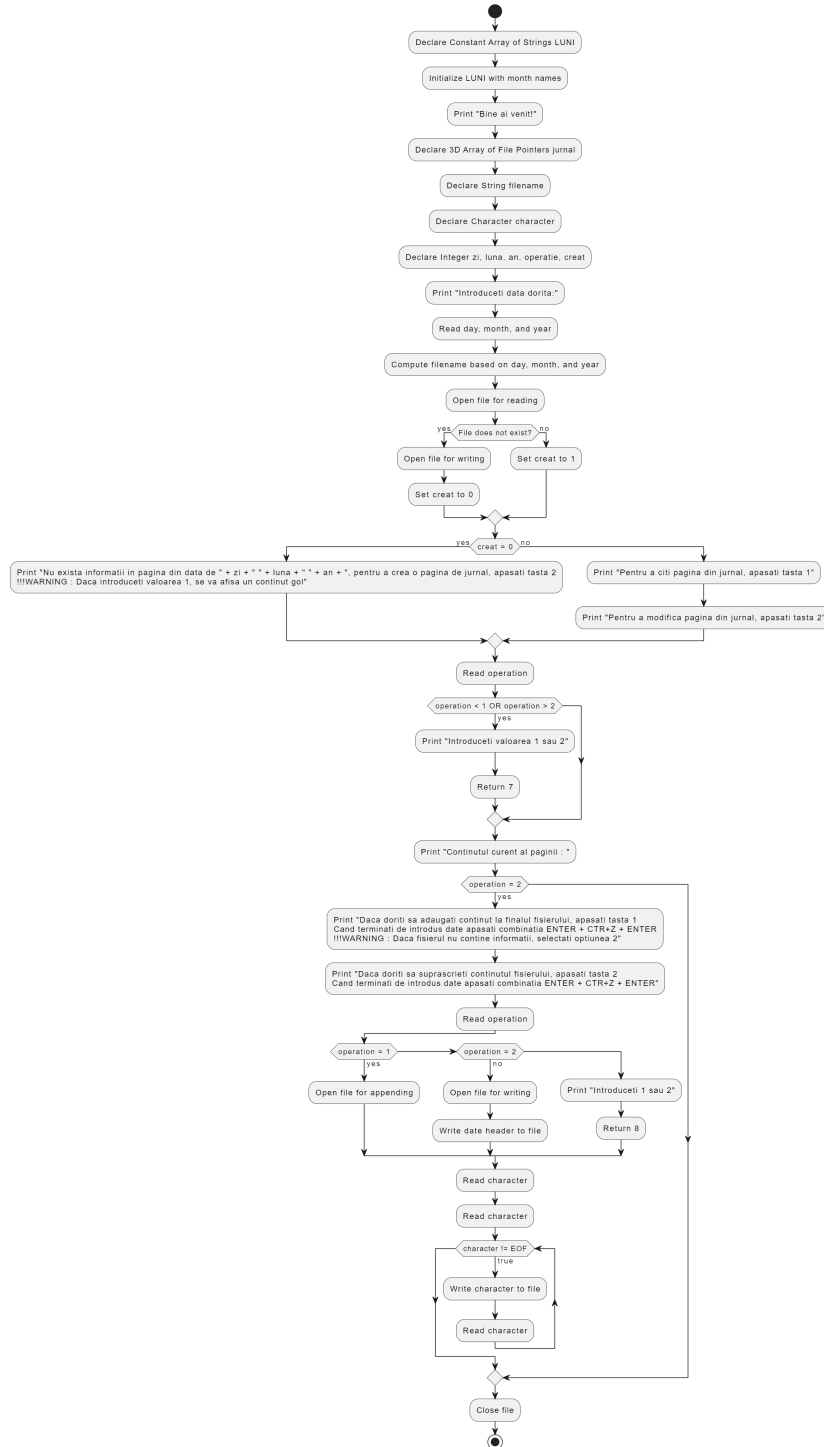 Declare Constant Array of Strings LUNI
Initialize LUNI with month names
Print "Bine ai venit!"
Declare 3D Array of File Pointers jurnal
Declare String filename
Declare Character character
Declare Integer zi, luna, an, operatie, creat
Print "Introduceti data dorita:"
Read day, month, and year
Compute filename based on day, month, and year
Open file for reading
yes
File does not exist?
no
Open file for writing
Set creat to 1
Set creat to 0
yes
creat = 0
no
Print "Nu exista informatii in pagina din data de " + zi + " " + luna + " " + an + ", pentru a crea o pagina de jurnal, apasati tasta 2
!!!WARNING : Daca introduceti valoarea 1, se va afisa un continut gol"
Print "Pentru a citi pagina din jurnal, apasati tasta 1"
Print "Pentru a modifica pagina din jurnal, apasati tasta 2"
Read operation
operation < 1 OR operation > 2
yes
Print "Introduceti valoarea 1 sau 2"
Return 7
Print "Continutul curent al paginii : "
operation = 2
yes
Print "Daca doriti sa adaugati continut la finalul fisierului, apasati tasta 1
Cand terminati de introdus date apasati combinatia ENTER + CTR+Z + ENTER
!!!WARNING : Daca fisierul nu contine informatii, selectati optiunea 2"
Print "Daca doriti sa suprascrieti continutul fisierului, apasati tasta 2
Cand terminati de introdus date apasati combinatia ENTER + CTR+Z + ENTER"
Read operation
operation = 1
operation = 2
yes
no
Open file for appending
Open file for writing
Print "Introduceti 1 sau 2"
Write date header to file
Return 8
Read character
Read character
character != EOF
true
Write character to file
Read character
Close file